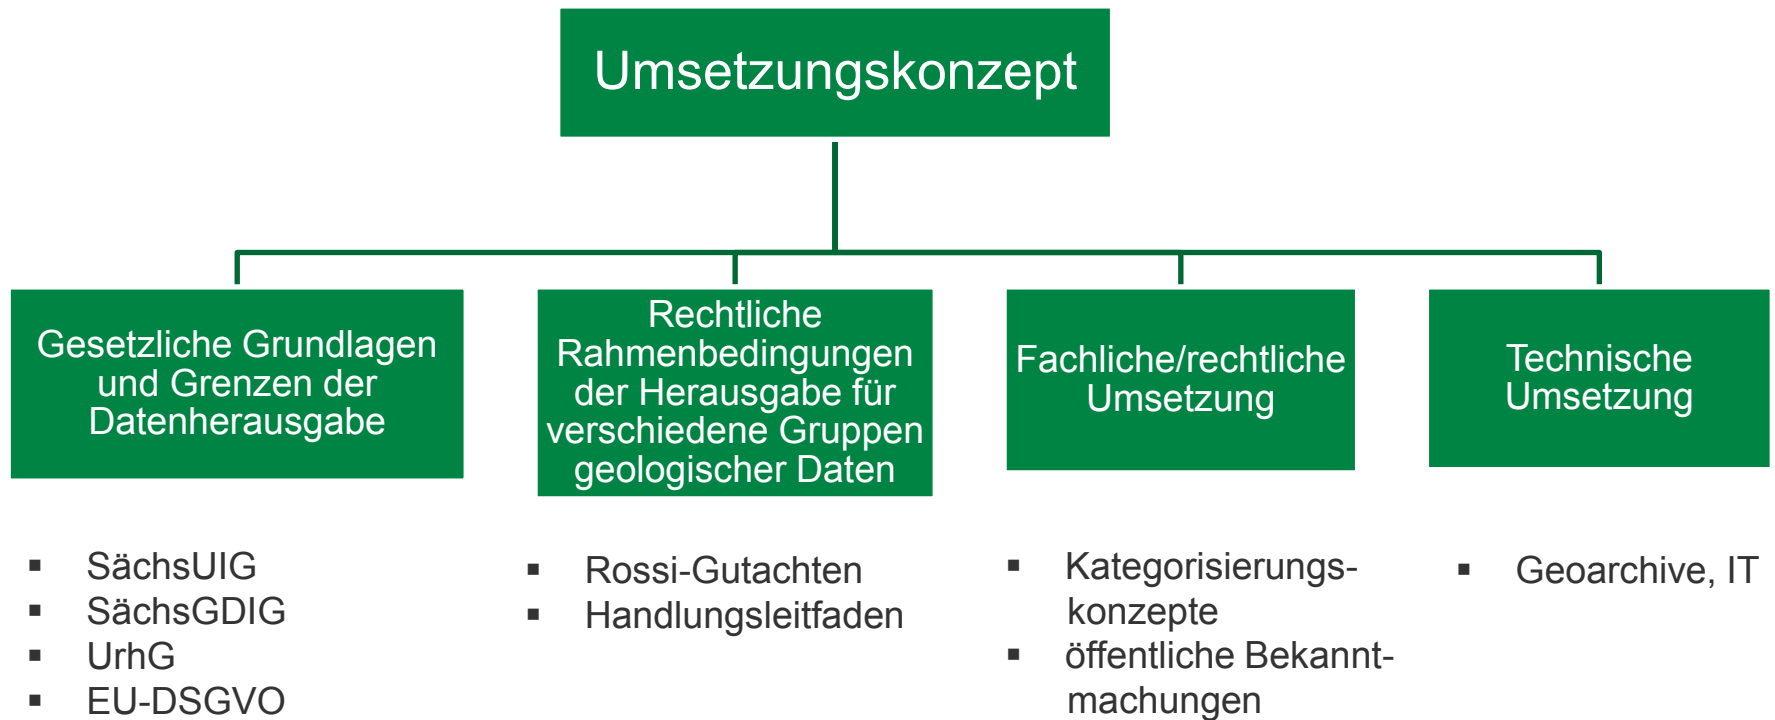 Umsetzungskonzept
Gesetzliche Grundlagen
und Grenzen der
Datenherausgabe
▪ SächsUIG
▪ SächsGDIG
▪ UrhG
▪ EU-DSGVO
Rechtliche
Rahmenbedingungen
der Herausgabe für
verschiedene Gruppen
geologischer Daten
▪ Rossi-Gutachten
▪ Handlungsleitfaden
Fachliche/rechtliche
Umsetzung
▪ Kategorisierungs-
konzepte
▪ öffentliche Bekannt-
machungen
Technische
Umsetzung
▪ Geoarchive, IT